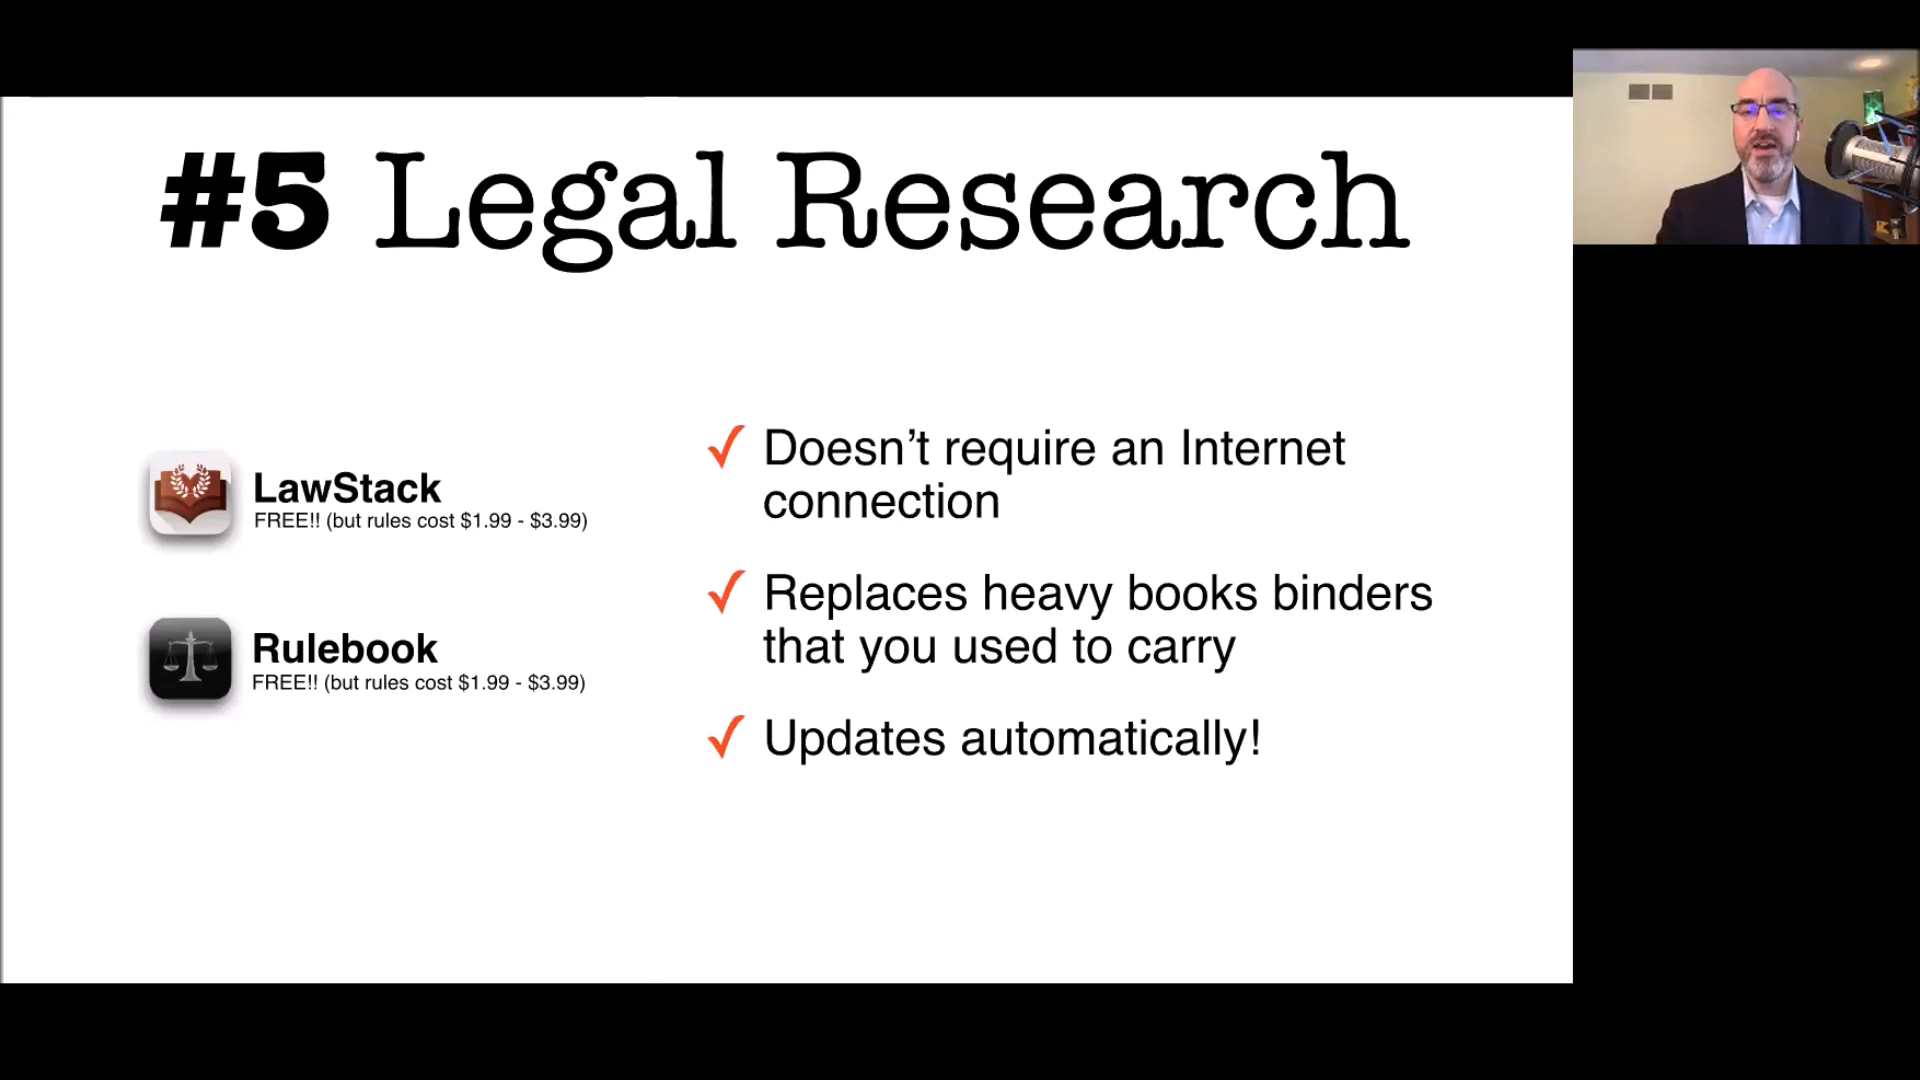 #5 Legal Research
LawStack
FREE!! (but rules cost $1.99 - $3.99)
Rulebook
FREE!! (but rules cost $1.99 - $3.99)
✓ Doesn’t require an Internet
connection
✓ Replaces heavy books binders
that you used to carry
✓ Updates automatically!